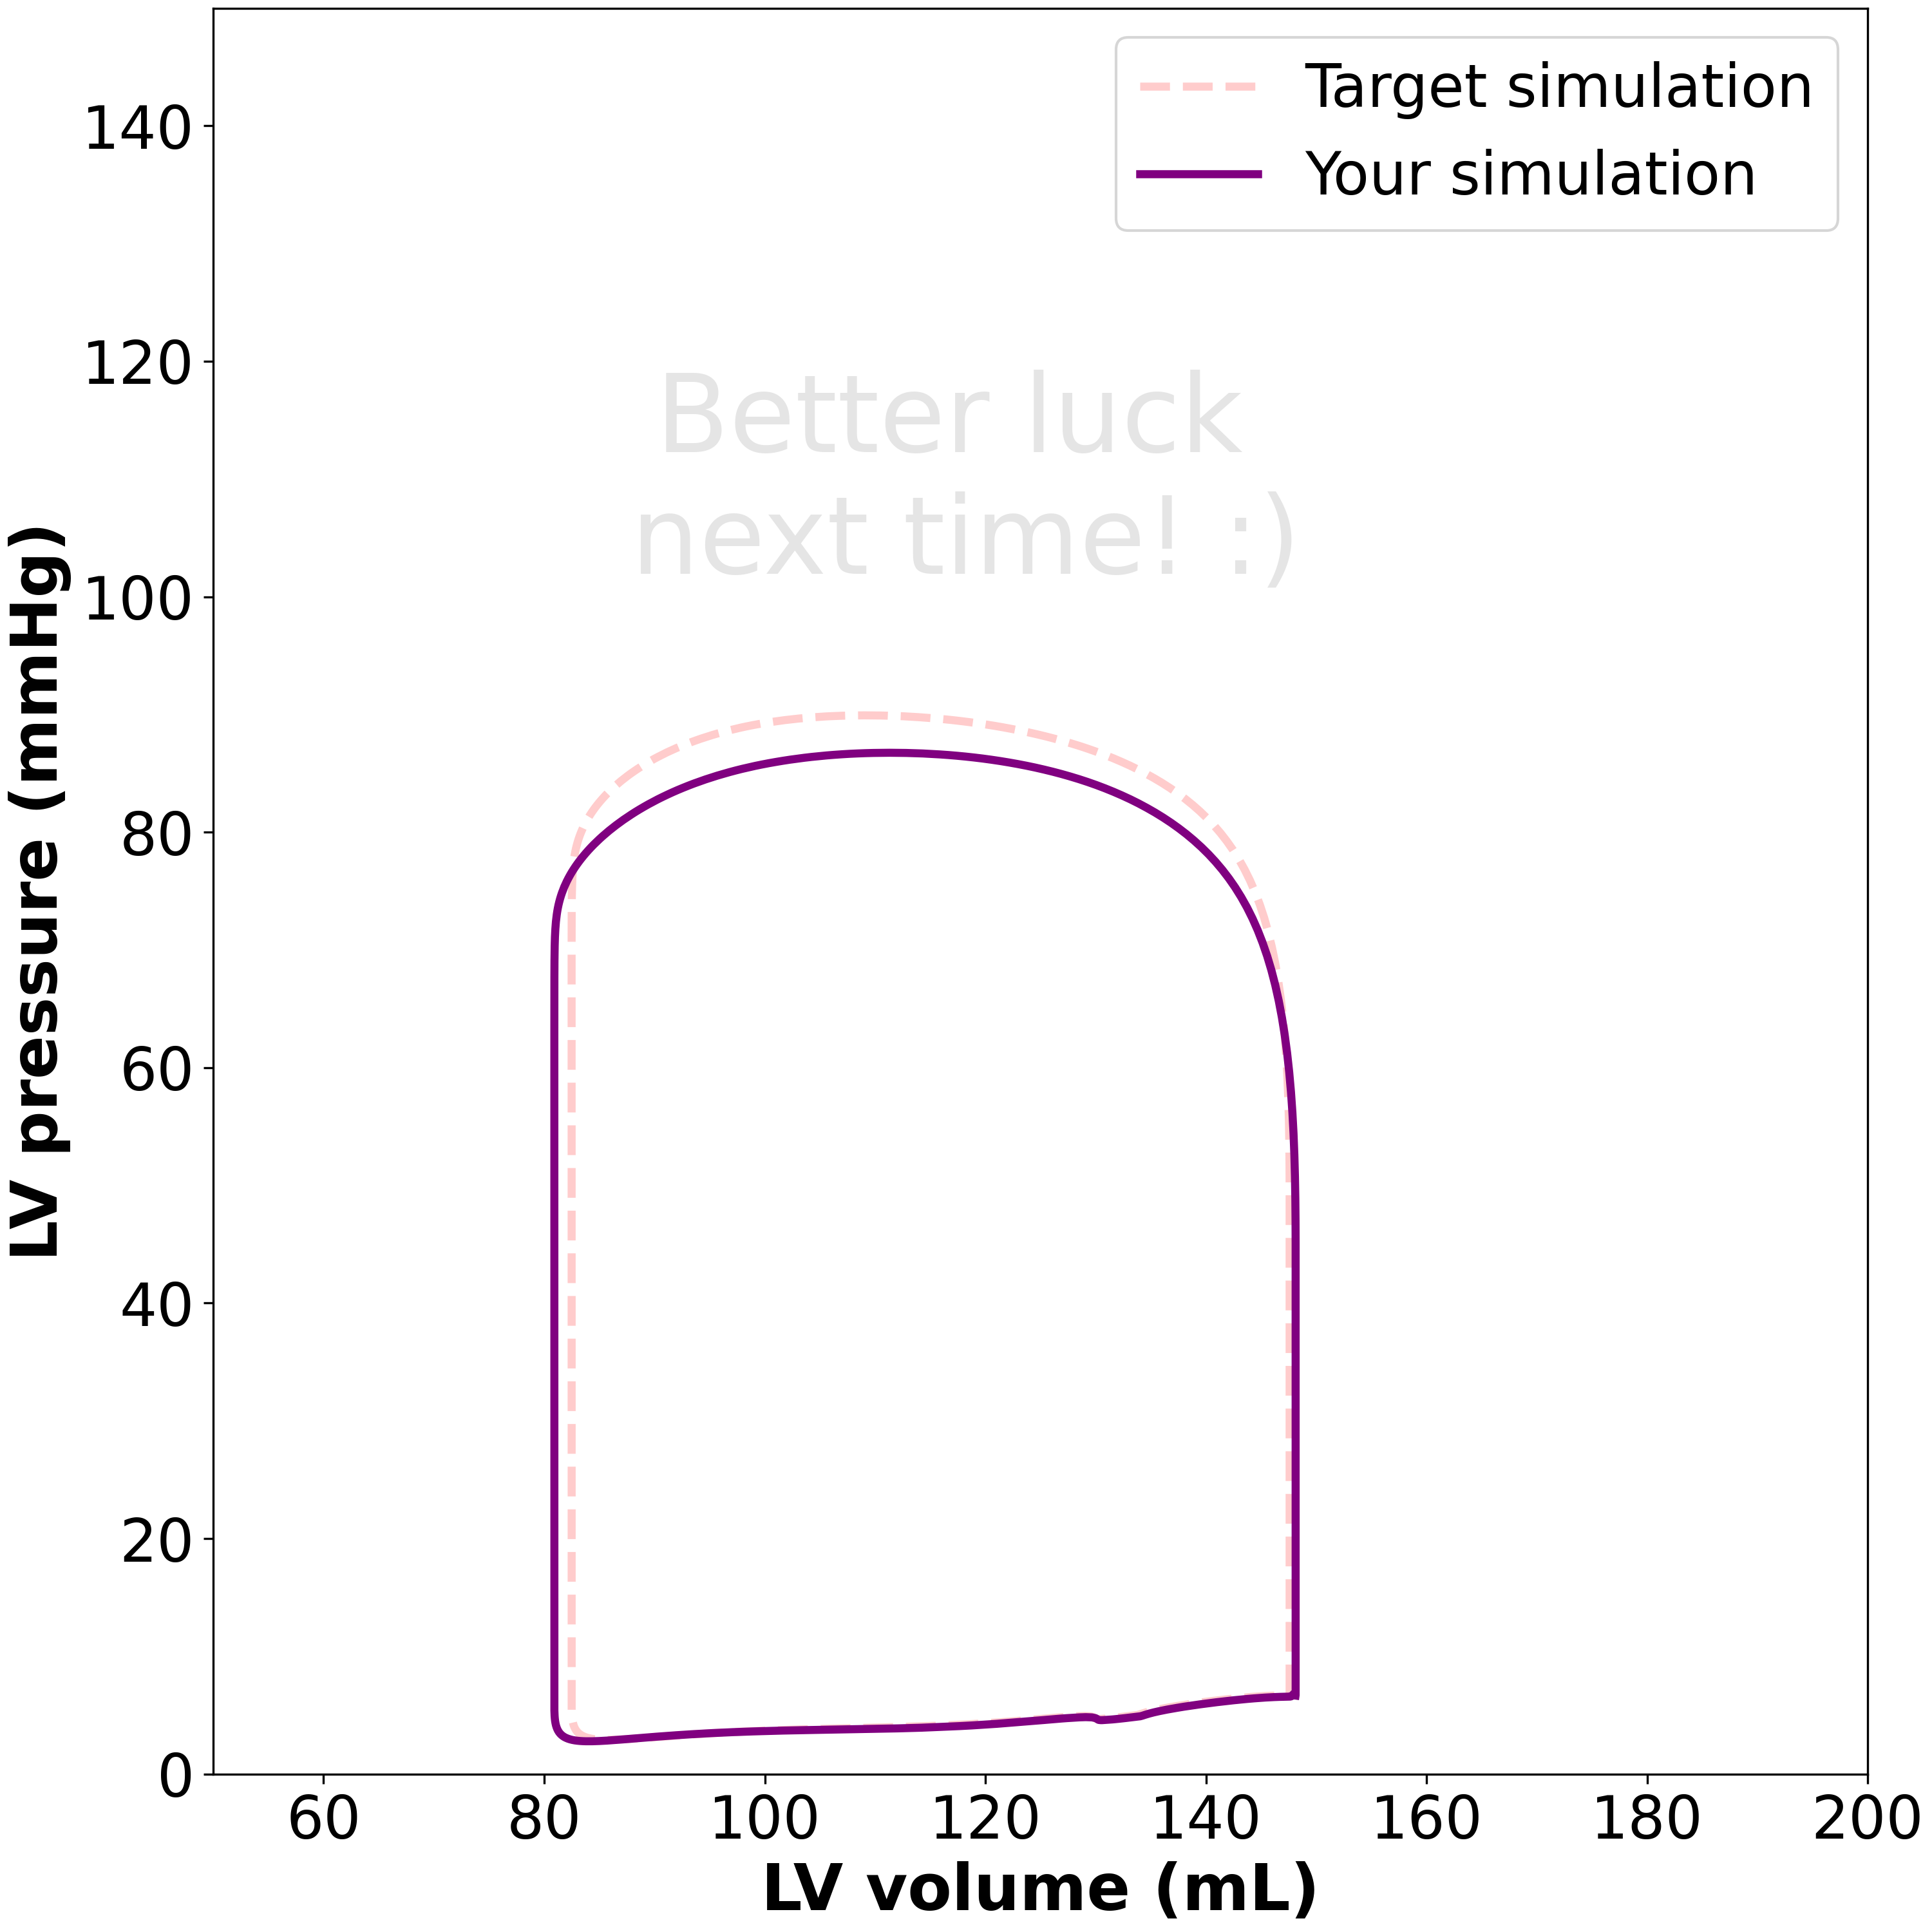 Target simulation
Your simulation
Better luck
next time! :)
LV pressure (mmHg)
140
120
100
80
60
40
20
0
60 80 100 120 140 160 180 200
LV volume (mL)